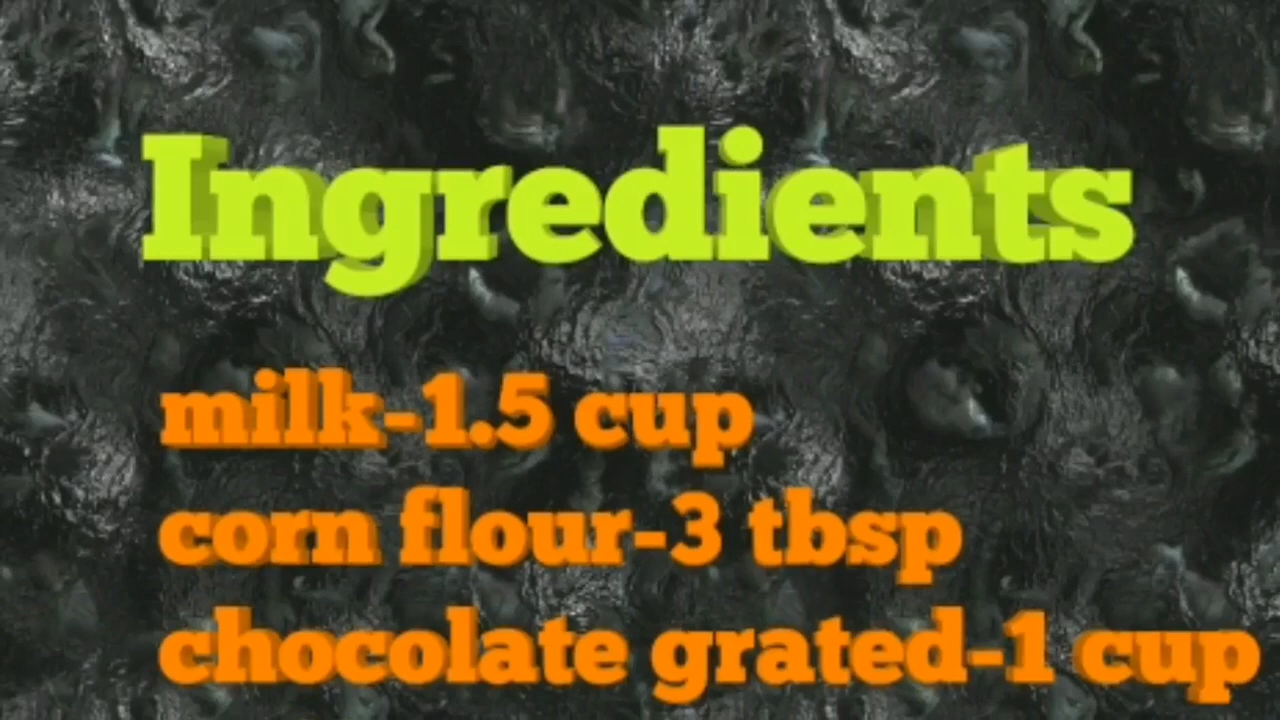 Ingredients
milk-1.5 cup
corn flour-3 tbsp
chocolate grated-1 cup